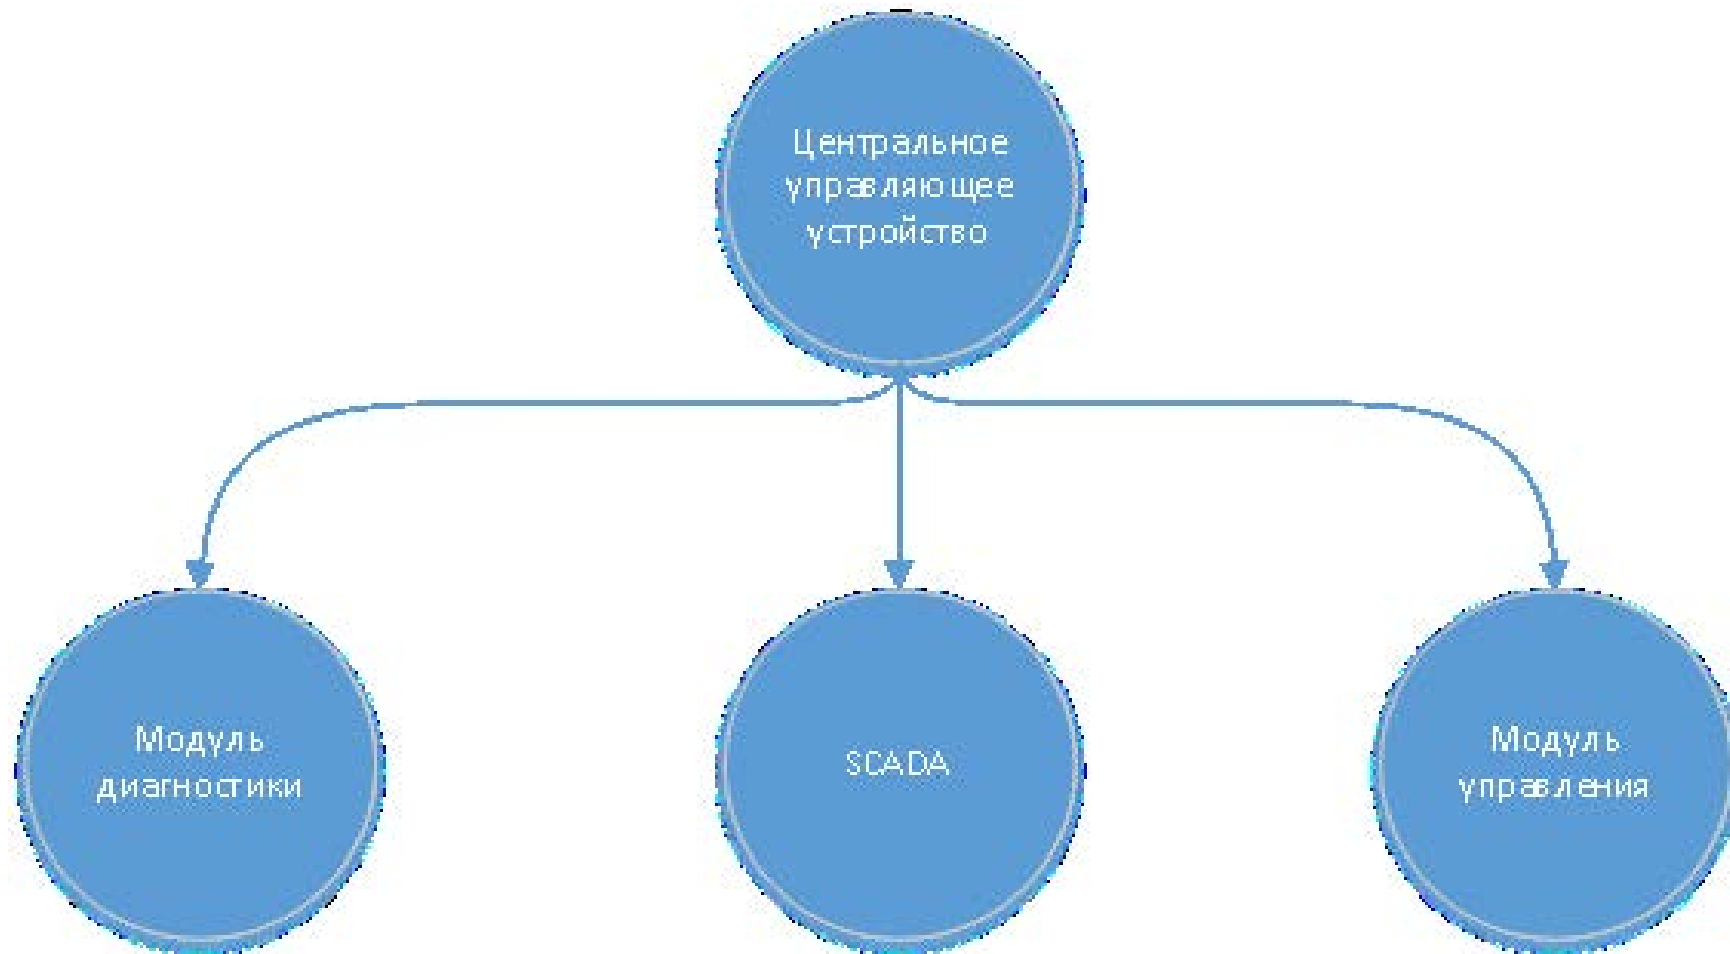 Центральное
управляющее
устройство
Модуль
диагностики
SCADA
Модуль
управления